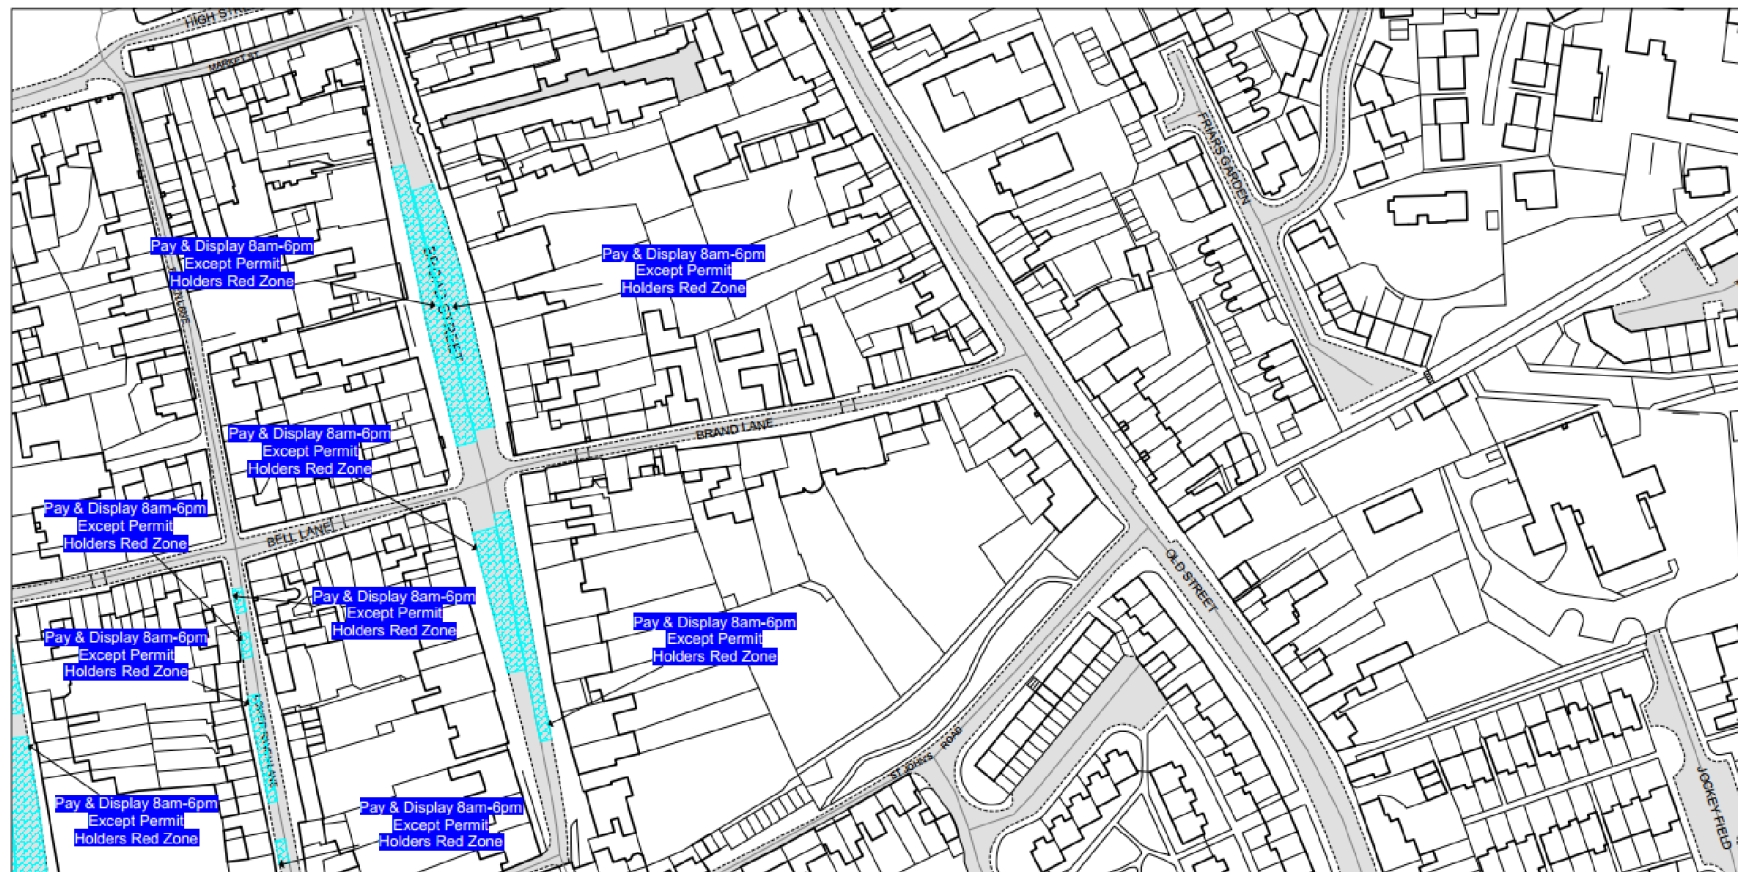 HIGH STRE
MARKET ST
Pay & Display 8am-6pm
Except Permit
Holders Red Zone
Pay & Display 8am-6pm
Except Permit
Holders Red Zone
FRIARS GARDEN
BRAND LANE
Pay & Display 8am-6pm
Except Permit
Holders Red Zone
Pay & Display 8am-6pm
Except Permit
Holders Red Zone
BELL LANE
OLD STREET
Pay & Display 8am-6pm
Except Permit
Holders Red Zone
Pay & Display 8am-6pm
Except Permit
Holders Red Zone
Pay & Display 8am-6pm
Except Permit
Holders Red Zone
ST JOHN'S ROAD
JOCKEY FIELD
Pay & Display 8am-6pm
Except Permit
Holders Red Zone
Pay & Display 8am-6pm
Except Permit
Holders Red Zone